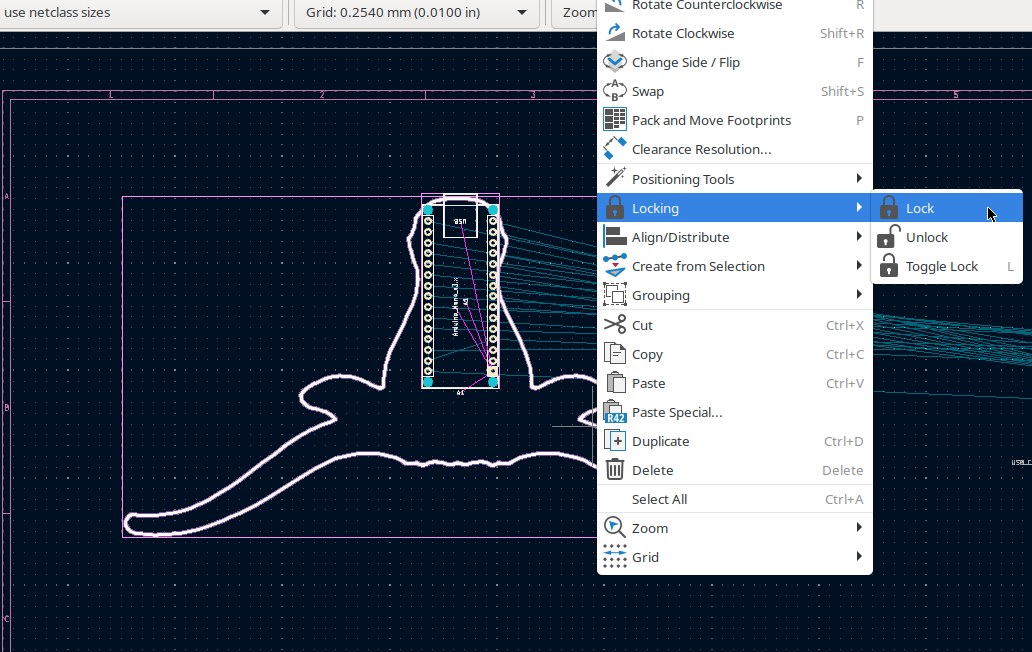 use netclass sizes
Grid: 0.2540 mm (0.0100 in)
Zoom
Rotate Counterclockwise R
Rotate Clockwise Shift+R
Change Side / Flip F
Swap Shift+S
Pack and Move Footprints P
Clearance Resolution...
Positioning Tools
Locking
Lock
Unlock
Toggle Lock L
Align/Distribute
Create from Selection
Grouping
Cut Ctrl+X
Copy Ctrl+C
Paste Ctrl+V
Paste Special...
Duplicate Ctrl+D
Delete Delete
Select All Ctrl+A
Zoom
Grid
1 2 3 5
A
B
C
USB
A1
R42